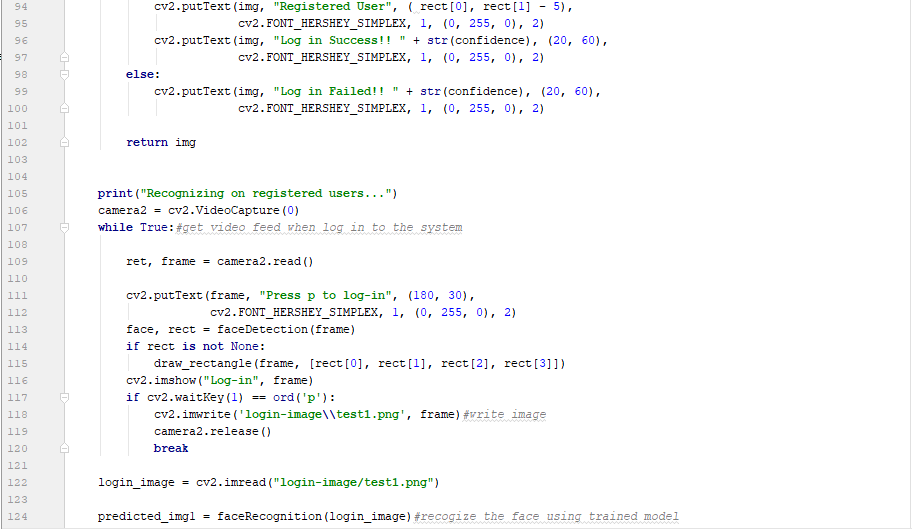 94 cv2.putText(img, "Registered User", ( rect[0], rect[1] - 5),
95 cv2.FONT_HERSHEY_SIMPLEX, 1, (0, 255, 0), 2)
96 cv2.putText(img, "Log in Success!! " + str(confidence), (20, 60),
97 cv2.FONT_HERSHEY_SIMPLEX, 1, (0, 255, 0), 2)
98 else:
99 cv2.putText(img, "Log in Failed!! " + str(confidence), (20, 60),
100 cv2.FONT_HERSHEY_SIMPLEX, 1, (0, 255, 0), 2)
101
102 return img
103
104
105 print("Recognizing on registered users...")
106 camera2 = cv2.VideoCapture(0)
107 while True:#get video feed when log in to the system
108
109 ret, frame = camera2.read()
110
111 cv2.putText(frame, "Press p to log-in", (180, 30),
112 cv2.FONT_HERSHEY_SIMPLEX, 1, (0, 255, 0), 2)
113 face, rect = faceDetection(frame)
114 if rect is not None:
115 draw_rectangle(frame, [rect[0], rect[1], rect[2], rect[3]])
116 cv2.imshow("Log-in", frame)
117 if cv2.waitKey(1) == ord('p'):
118 cv2.imwrite('login-image\\test1.png', frame)#write image
119 camera2.release()
120 break
121
122 login_image = cv2.imread("login-image/test1.png")
123
124 predicted_img1 = faceRecognition(login_image)#recogize the face using trained model